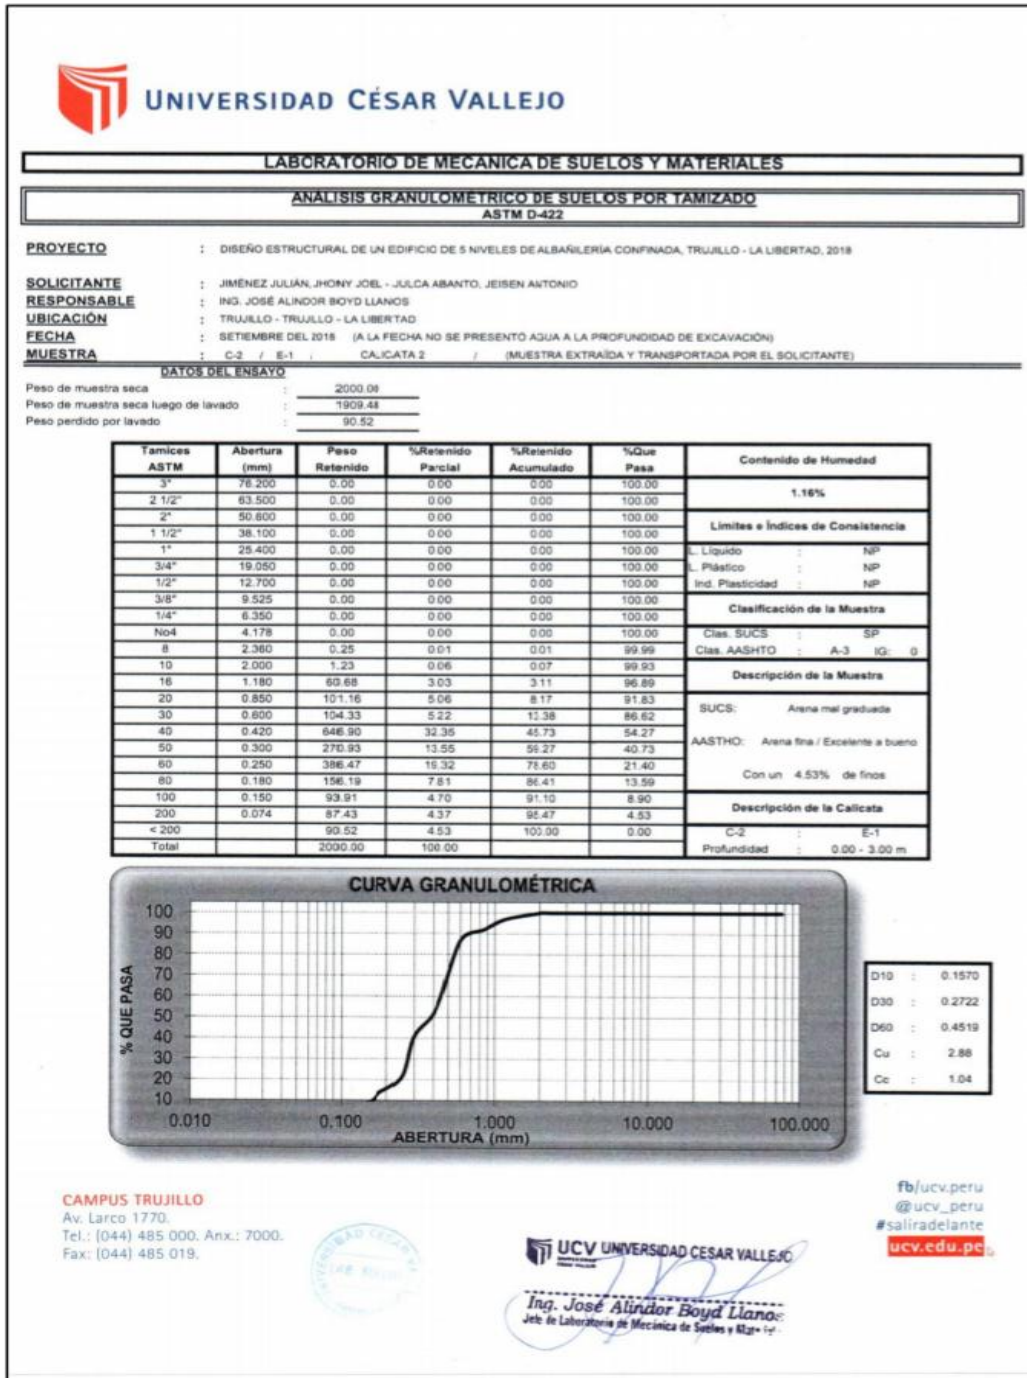 UNIVERSIDAD CÉSAR VALLEJO
LABORATORIO DE MECANICA DE SUELOS Y MATERIALES
ANÁLISIS GRANULOMÉTRICO DE SUELOS POR TAMIZADO
ASTM D-422
PROYECTO : DISEÑO ESTRUCTURAL DE UN EDIFICIO DE 5 NIVELES DE ALBAÑILERÍA CONFINADA, TRUJILLO - LA LIBERTAD, 2018
SOLICITANTE : JIMÉNEZ JULIÁN, JHONY JOEL - JULCA ABANTO, JEISEN ANTONIO
RESPONSABLE : ING. JOSÉ ALINDOR BOYD LLANOS
UBICACIÓN : TRUJILLO - TRUJILLO - LA LIBERTAD
FECHA : SETIEMBRE DEL 2018 (A LA FECHA NO SE PRESENTÓ AGUA A LA PROFUNDIDAD DE EXCAVACIÓN)
MUESTRA : C-2 / E-1 , CALICATA 2 / (MUESTRA EXTRAÍDA Y TRANSPORTADA POR EL SOLICITANTE)
DATOS DEL ENSAYO
Peso de muestra seca : 2000.00
Peso de muestra seca luego de lavado : 1909.48
Peso perdido por lavado : 90.52
Tamices ASTM Abertura (mm) Peso Retenido %Retenido Parcial %Retenido Acumulado %Que Pasa
3" 76.200 0.00 0.00 0.00 100.00
2 1/2" 63.500 0.00 0.00 0.00 100.00
2" 50.600 0.00 0.00 0.00 100.00
1 1/2" 38.100 0.00 0.00 0.00 100.00
1" 25.400 0.00 0.00 0.00 100.00
3/4" 19.050 0.00 0.00 0.00 100.00
1/2" 12.700 0.00 0.00 0.00 100.00
3/8" 9.525 0.00 0.00 0.00 100.00
1/4" 6.350 0.00 0.00 0.00 100.00
No4 4.178 0.00 0.00 0.00 100.00
8 2.360 0.25 0.01 0.01 99.99
10 2.000 1.23 0.06 0.07 99.93
16 1.180 60.68 3.03 3.11 96.89
20 0.850 101.16 5.06 8.17 91.83
30 0.600 104.33 5.22 13.38 86.62
40 0.420 646.90 32.35 45.73 54.27
50 0.300 270.93 13.55 59.27 40.73
60 0.250 386.47 19.32 78.60 21.40
80 0.180 156.19 7.81 86.41 13.59
100 0.150 93.91 4.70 91.10 8.90
200 0.074 87.43 4.37 95.47 4.53
< 200 90.52 4.53 100.00 0.00
Total 2000.00 100.00
Contenido de Humedad
1.16%
Limites e Índices de Consistencia
L. Líquido : NP
L. Plástico : NP
Ind. Plasticidad : NP
Clasificación de la Muestra
Clas. SUCS : SP
Clas. AASHTO : A-3 IG: 0
Descripción de la Muestra
SUCS: Arena mal graduada
AASTHO: Arena fina / Excelente a bueno
Con un 4.53% de finos
Descripción de la Calicata
C-2 : E-1
Profundidad : 0.00 - 3.00 m
CURVA GRANULOMÉTRICA
% QUE PASA
100
90
80
70
60
50
40
30
20
10
0.010 0.100 1.000 10.000 100.000
ABERTURA (mm)
D10 : 0.1570
D30 : 0.2722
D60 : 0.4519
Cu : 2.88
Cc : 1.04
CAMPUS TRUJILLO
Av. Larco 1770.
Tel.: (044) 485 000. Anx.: 7000.
Fax: (044) 485 019.
fb/ucv.peru
@ucv_peru
#saliradelante
ucv.edu.pe
UCV UNIVERSIDAD CESAR VALLEJO
Ing. José Alindor Boyd Llanos
Jefe de Laboratorio de Mecánica de Suelos y